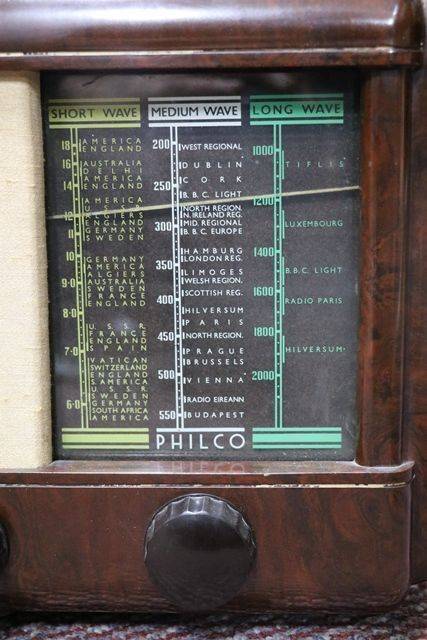 SHORT WAVE
18
16
14
12
11
10
9·0
8·0
7·0
6·0
AMERICA
ENGLAND
AUSTRALIA
DELHI
AMERICA
ENGLAND
AMERICA
U.S.S.R.
ALGIERS
ENGLAND
GERMANY
SWEDEN
GERMANY
AMERICA
ALGIERS
AUSTRALIA
SWEDEN
FRANCE
ENGLAND
U.S.S.R.
FRANCE
ENGLAND
SPAIN
VATICAN
SWITZERLAND
ENGLAND
S.AMERICA
U.S.S.R.
SWEDEN
GERMANY
SOUTH AFRICA
AMERICA
MEDIUM WAVE
200
250
300
350
400
450
500
550
WEST REGIONAL
DUBLIN
CORK
B.B.C. LIGHT
NORTH REGION.
N. IRELAND REG.
MID. REGIONAL
B.B.C. EUROPE
HAMBURG
LONDON REG.
LIMOGES
WELSH REGION.
SCOTTISH REG.
HILVERSUM
PARIS
NORTH REGION.
PRAGUE
BRUSSELS
VIENNA
RADIO EIREANN
BUDAPEST
PHILCO
LONG WAVE
1000
1200
1400
1600
1800
2000
TIFLIS
LUXEMBOURG
B.B.C. LIGHT
RADIO PARIS
HILVERSUM